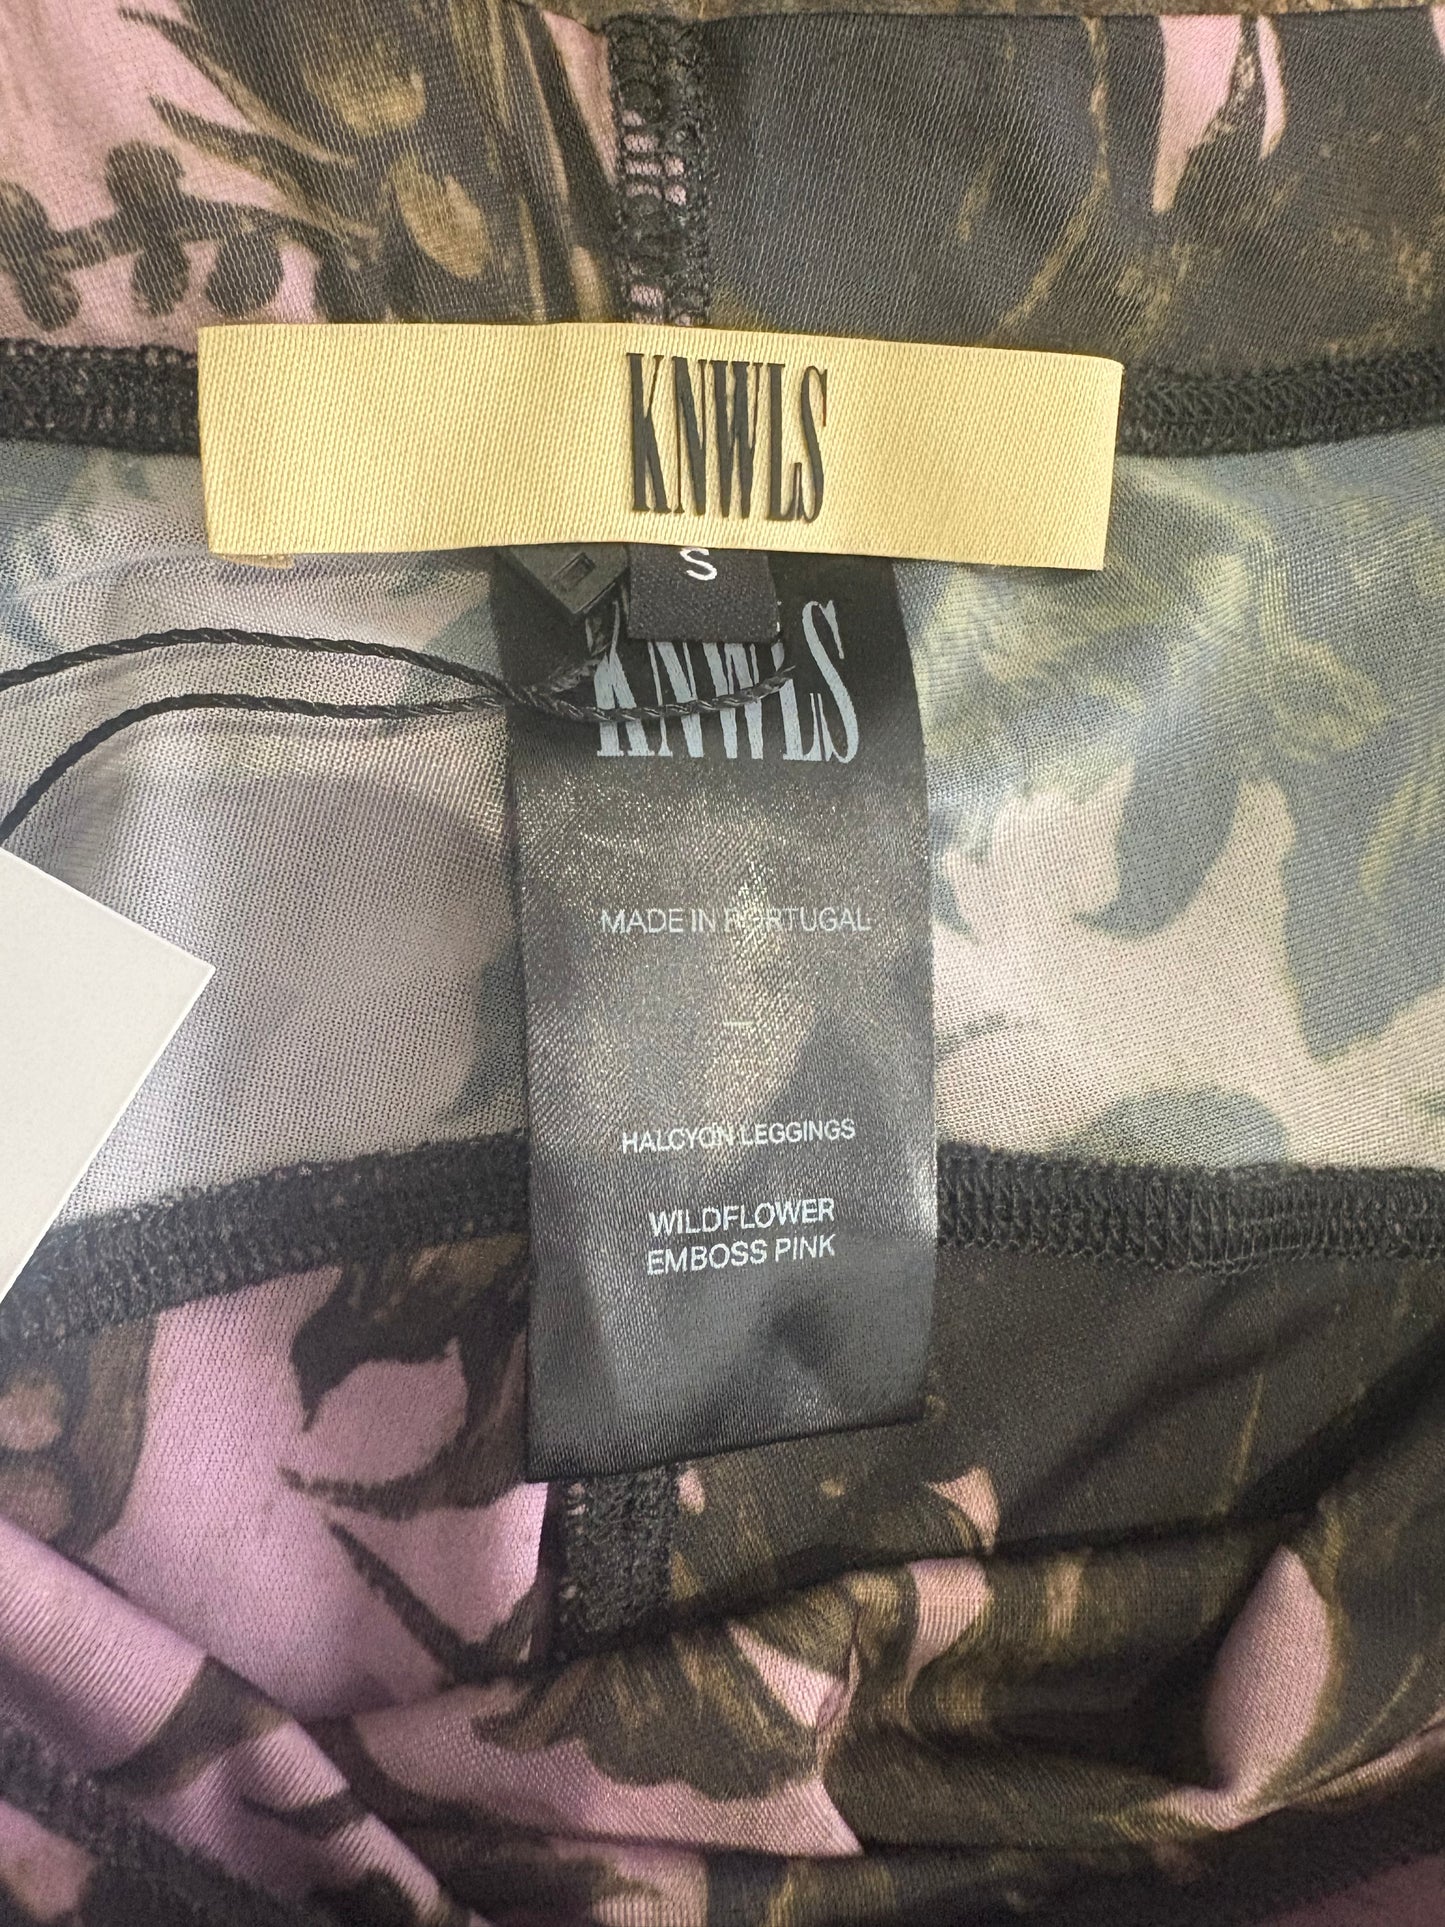 KNWLS
S
KNWLS
MADE IN PORTUGAL
–
HALCYON LEGGINGS
WILDFLOWER
EMBOSS PINK